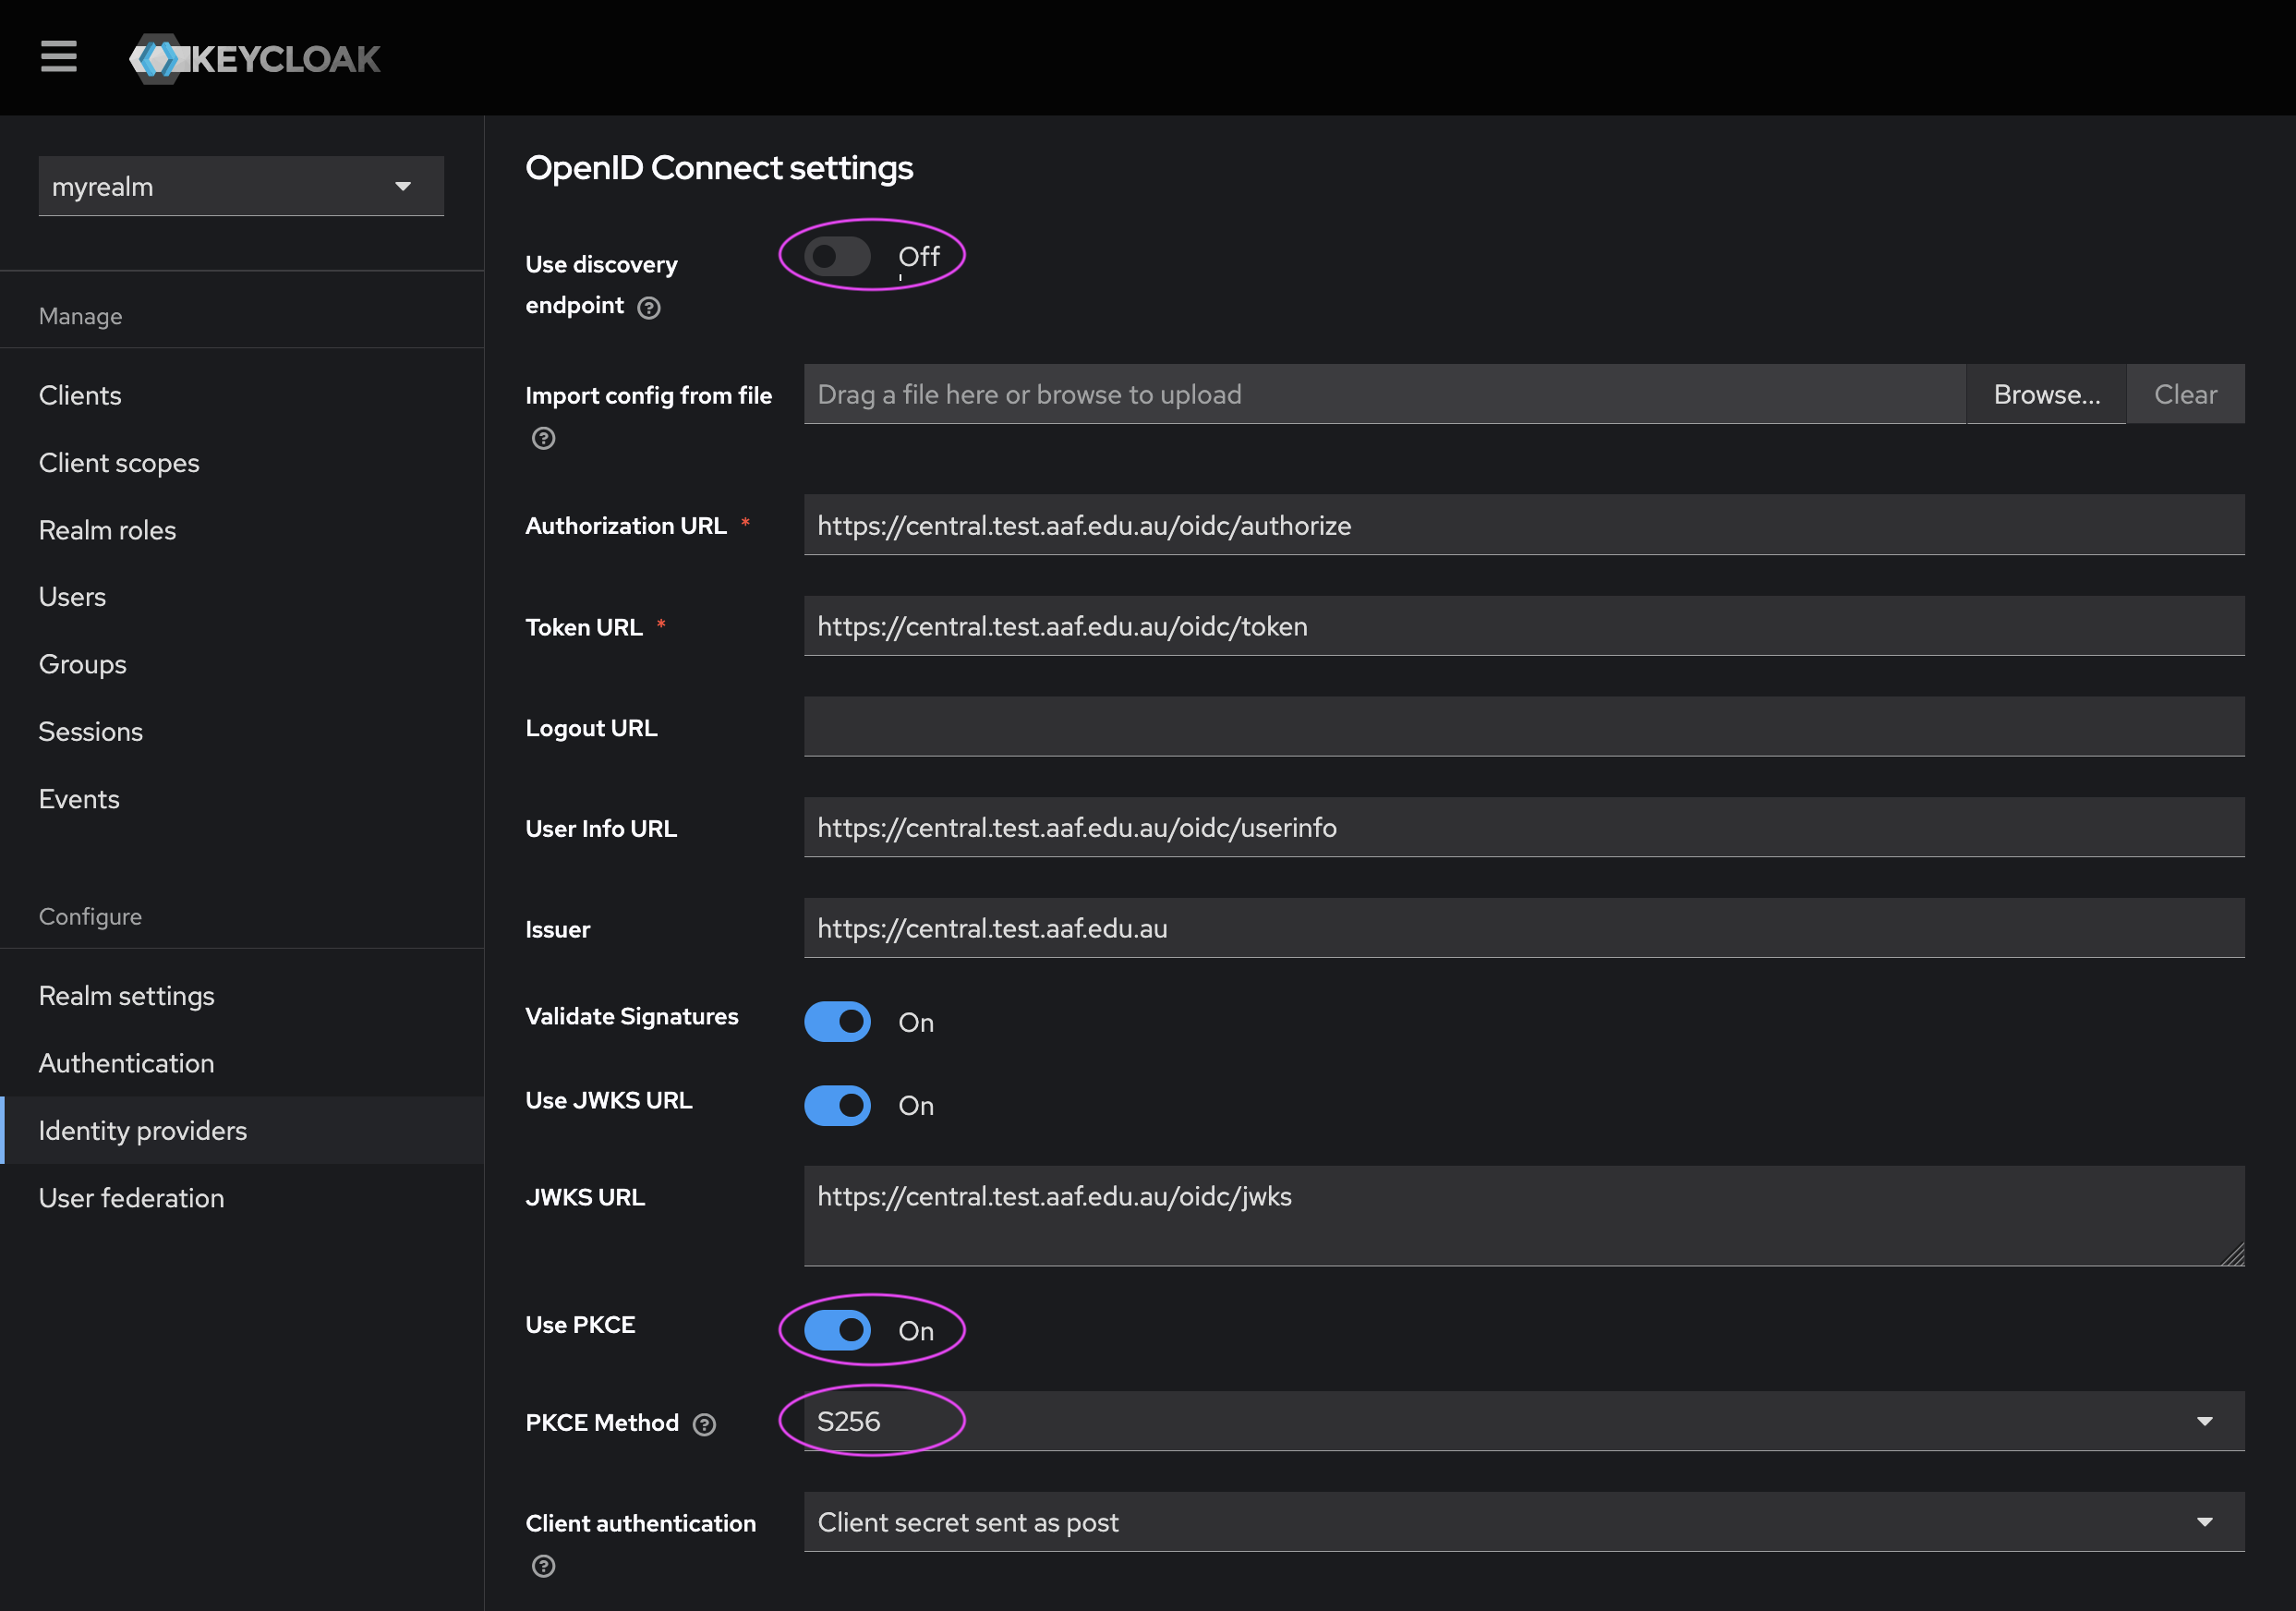 KEYCLOAK
myrealm
Manage
Clients
Client scopes
Realm roles
Users
Groups
Sessions
Events
Configure
Realm settings
Authentication
Identity providers
User federation
OpenID Connect settings
Use discovery
endpoint ?
Off
Import config from file
?
Drag a file here or browse to upload
Browse...
Clear
Authorization URL *
https://central.test.aaf.edu.au/oidc/authorize
Token URL *
https://central.test.aaf.edu.au/oidc/token
Logout URL
User Info URL
https://central.test.aaf.edu.au/oidc/userinfo
Issuer
https://central.test.aaf.edu.au
Validate Signatures
On
Use JWKS URL
On
JWKS URL
https://central.test.aaf.edu.au/oidc/jwks
Use PKCE
On
PKCE Method ?
S256
Client authentication
?
Client secret sent as post